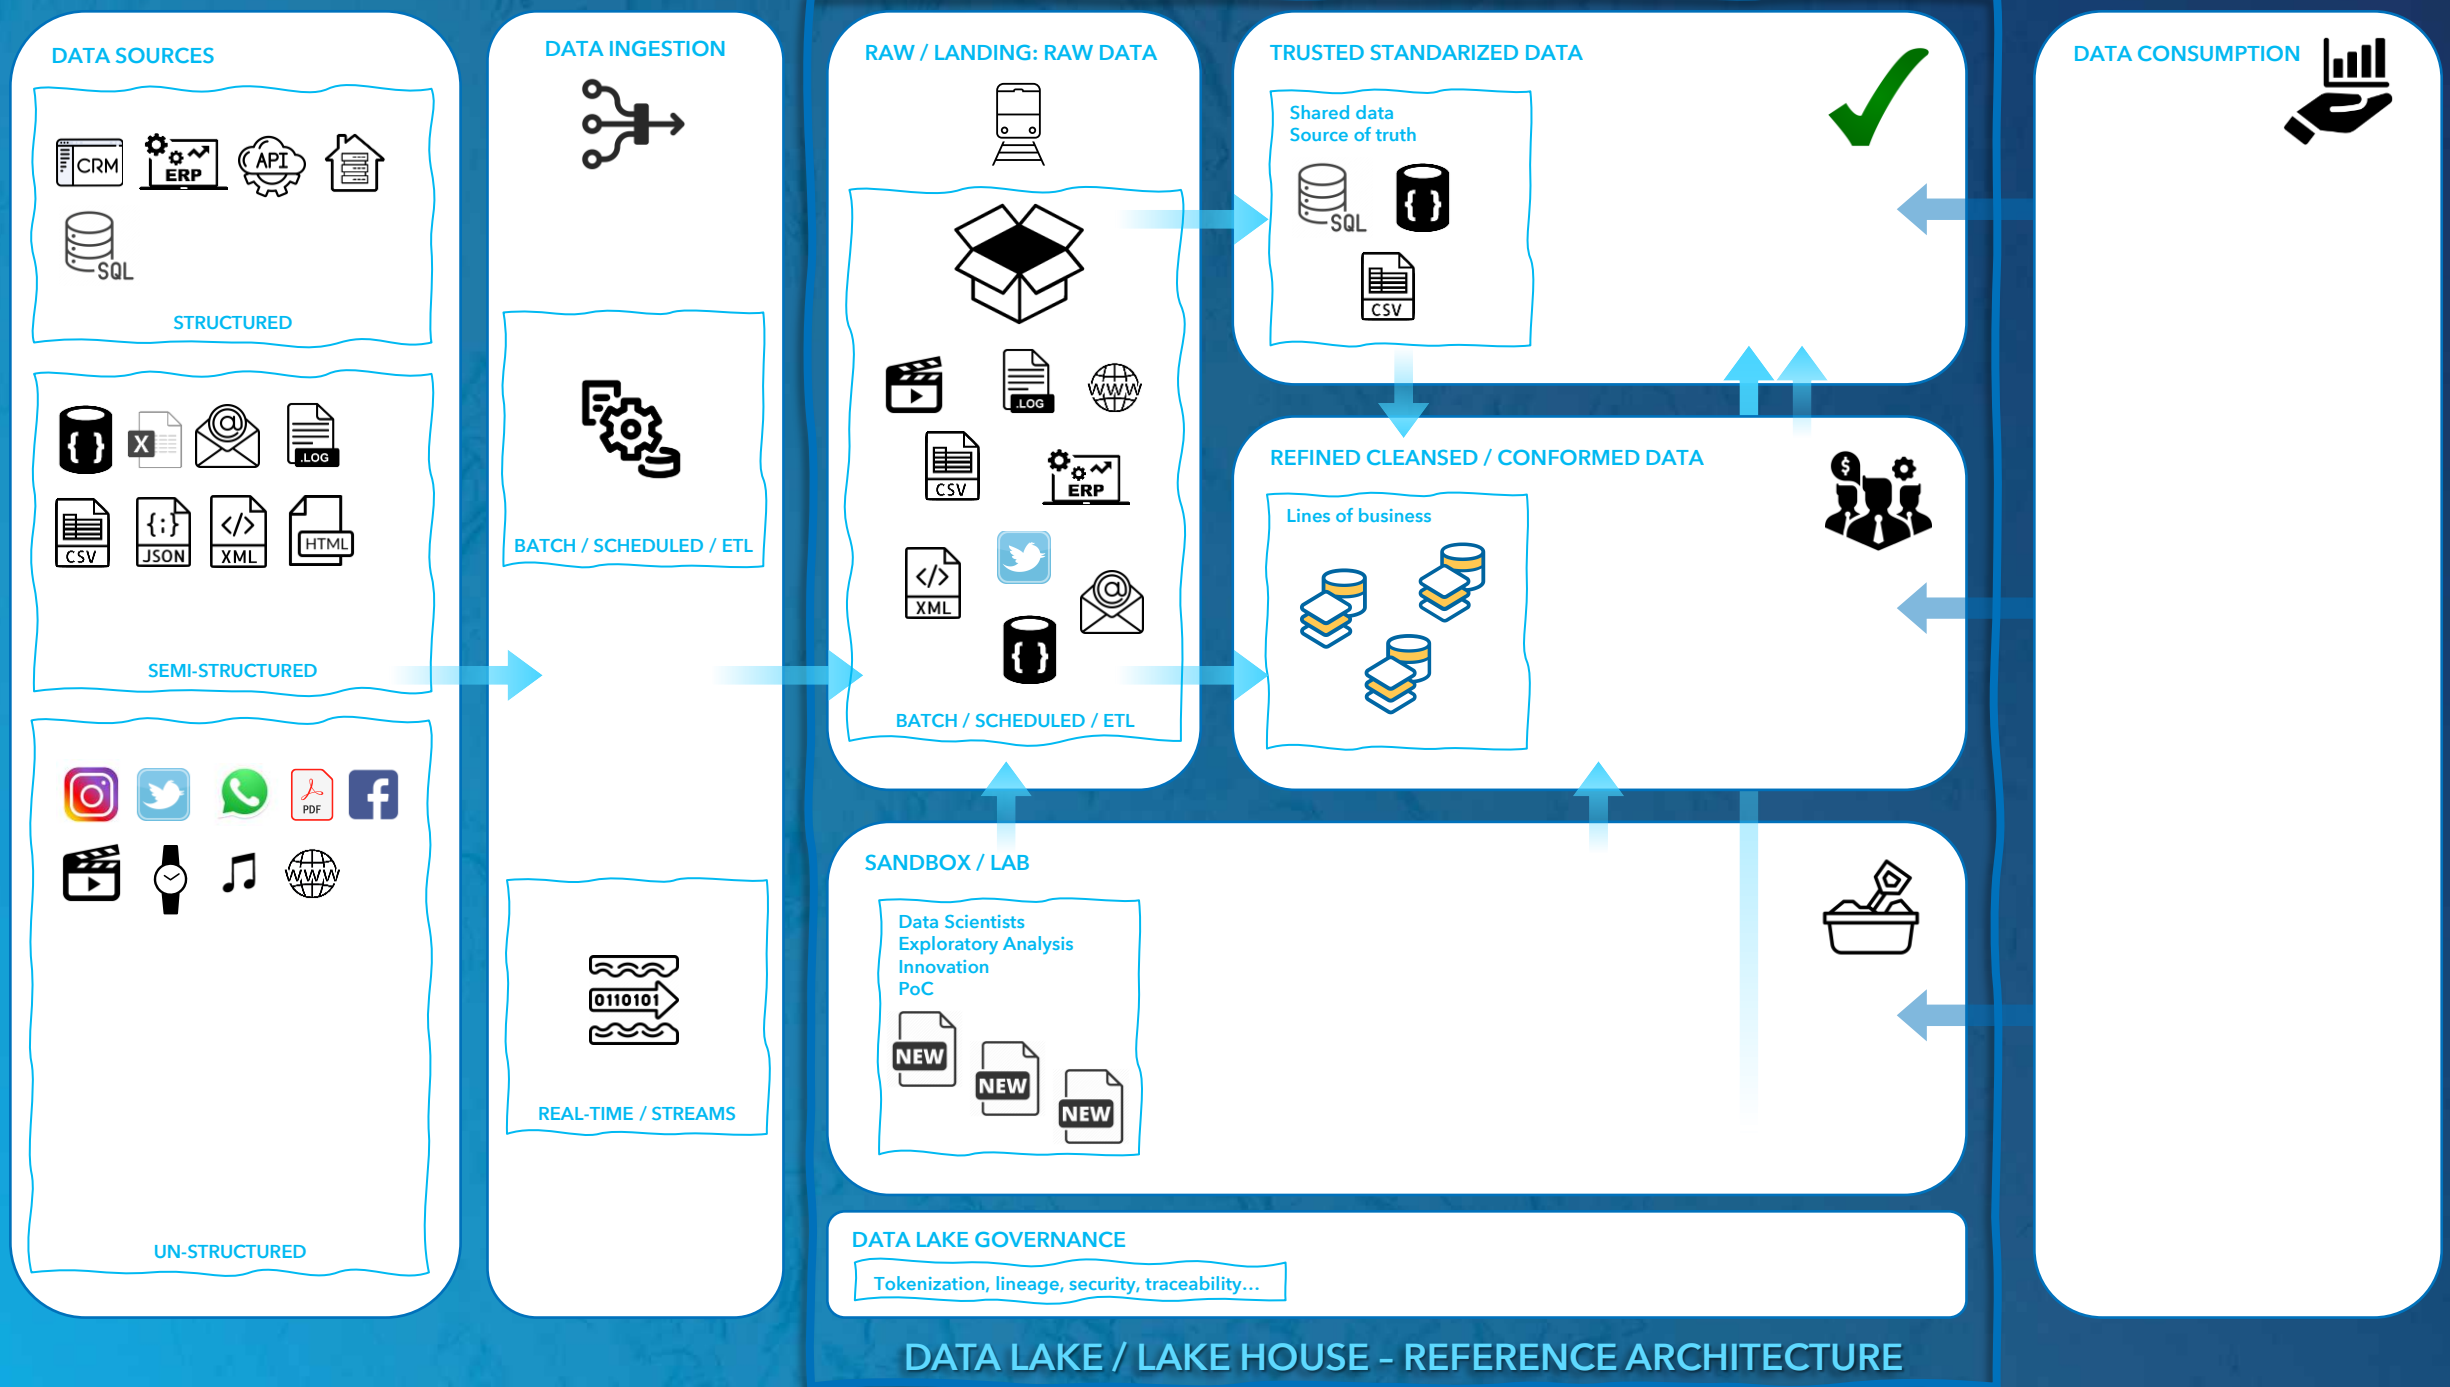 DATA SOURCES
CRM
ERP
API
SQL
STRUCTURED
{ }
X
@
.LOG
CSV
{;}
JSON
</>
XML
HTML
SEMI-STRUCTURED
PDF
WWW
UN-STRUCTURED
DATA INGESTION
BATCH / SCHEDULED / ETL
0110101
REAL-TIME / STREAMS
RAW / LANDING: RAW DATA
.LOG
WWW
CSV
ERP
</>
XML
@
{ }
BATCH / SCHEDULED / ETL
TRUSTED STANDARIZED DATA
Shared data
Source of truth
SQL
{ }
CSV
REFINED CLEANSED / CONFORMED DATA
$
Lines of business
SANDBOX / LAB
Data Scientists
Exploratory Analysis
Innovation
PoC
NEW
NEW
NEW
DATA LAKE GOVERNANCE
Tokenization, lineage, security, traceability...
DATA CONSUMPTION
DATA LAKE / LAKE HOUSE – REFERENCE ARCHITECTURE